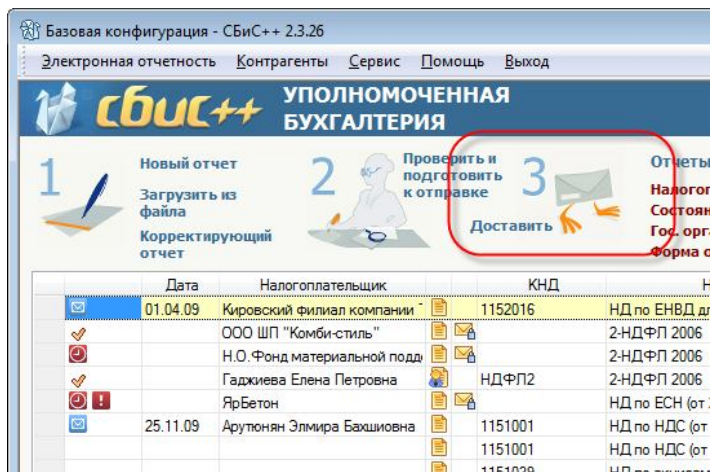 Базовая конфигурация - СБиС++ 2.3.26
Электронная отчетность Контрагенты Сервис Помощь Выход
сбис++ УПОЛНОМОЧЕННАЯ
БУХГАЛТЕРИЯ
1
Новый отчет
Загрузить из
файла
Корректирующий
отчет
2
Проверить и
подготовить
к отправке
3
Доставить
Отчеты
Налогоп
Состоян
Гос. орга
Форма о
Дата Налогоплательщик КНД Н
01.04.09 Кировский филиал компании 1152016 НД по ЕНВД дл
ООО ШП "Комби-стиль" 2-НДФЛ 2006
Н.О.Фонд материальной подде 2-НДФЛ 2006
Гаджиева Елена Петровна НДФЛ2 2-НДФЛ 2006
ЯрБетон НД по ЕСН (от
25.11.09 Арутюнян Элмира Бахшиовна 1151001 НД по НДС (от
1151001 НД по НДС (от